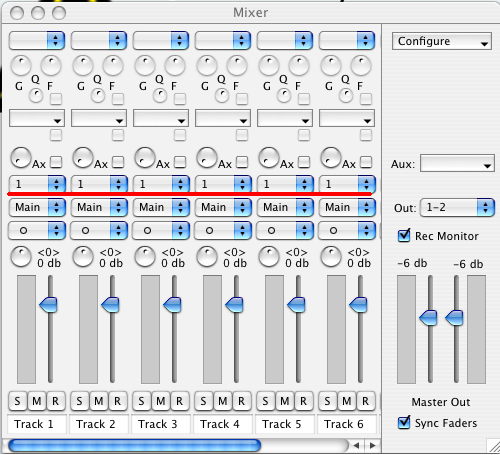 Mixer
Configure
G Q F G Q F G Q F G Q F G Q F G Q F
Ax Ax Ax Ax Ax Ax
Aux:
1 1 1 1 1 1
Main Main Main Main Main Main
Out: 1-2
Rec Monitor
<0> <0> <0> <0> <0> <0>
0 db 0 db 0 db 0 db 0 db 0 db
-6 db -6 db
S M R S M R S M R S M R S M R S M R
Master Out
Track 1 Track 2 Track 3 Track 4 Track 5 Track 6
Sync Faders